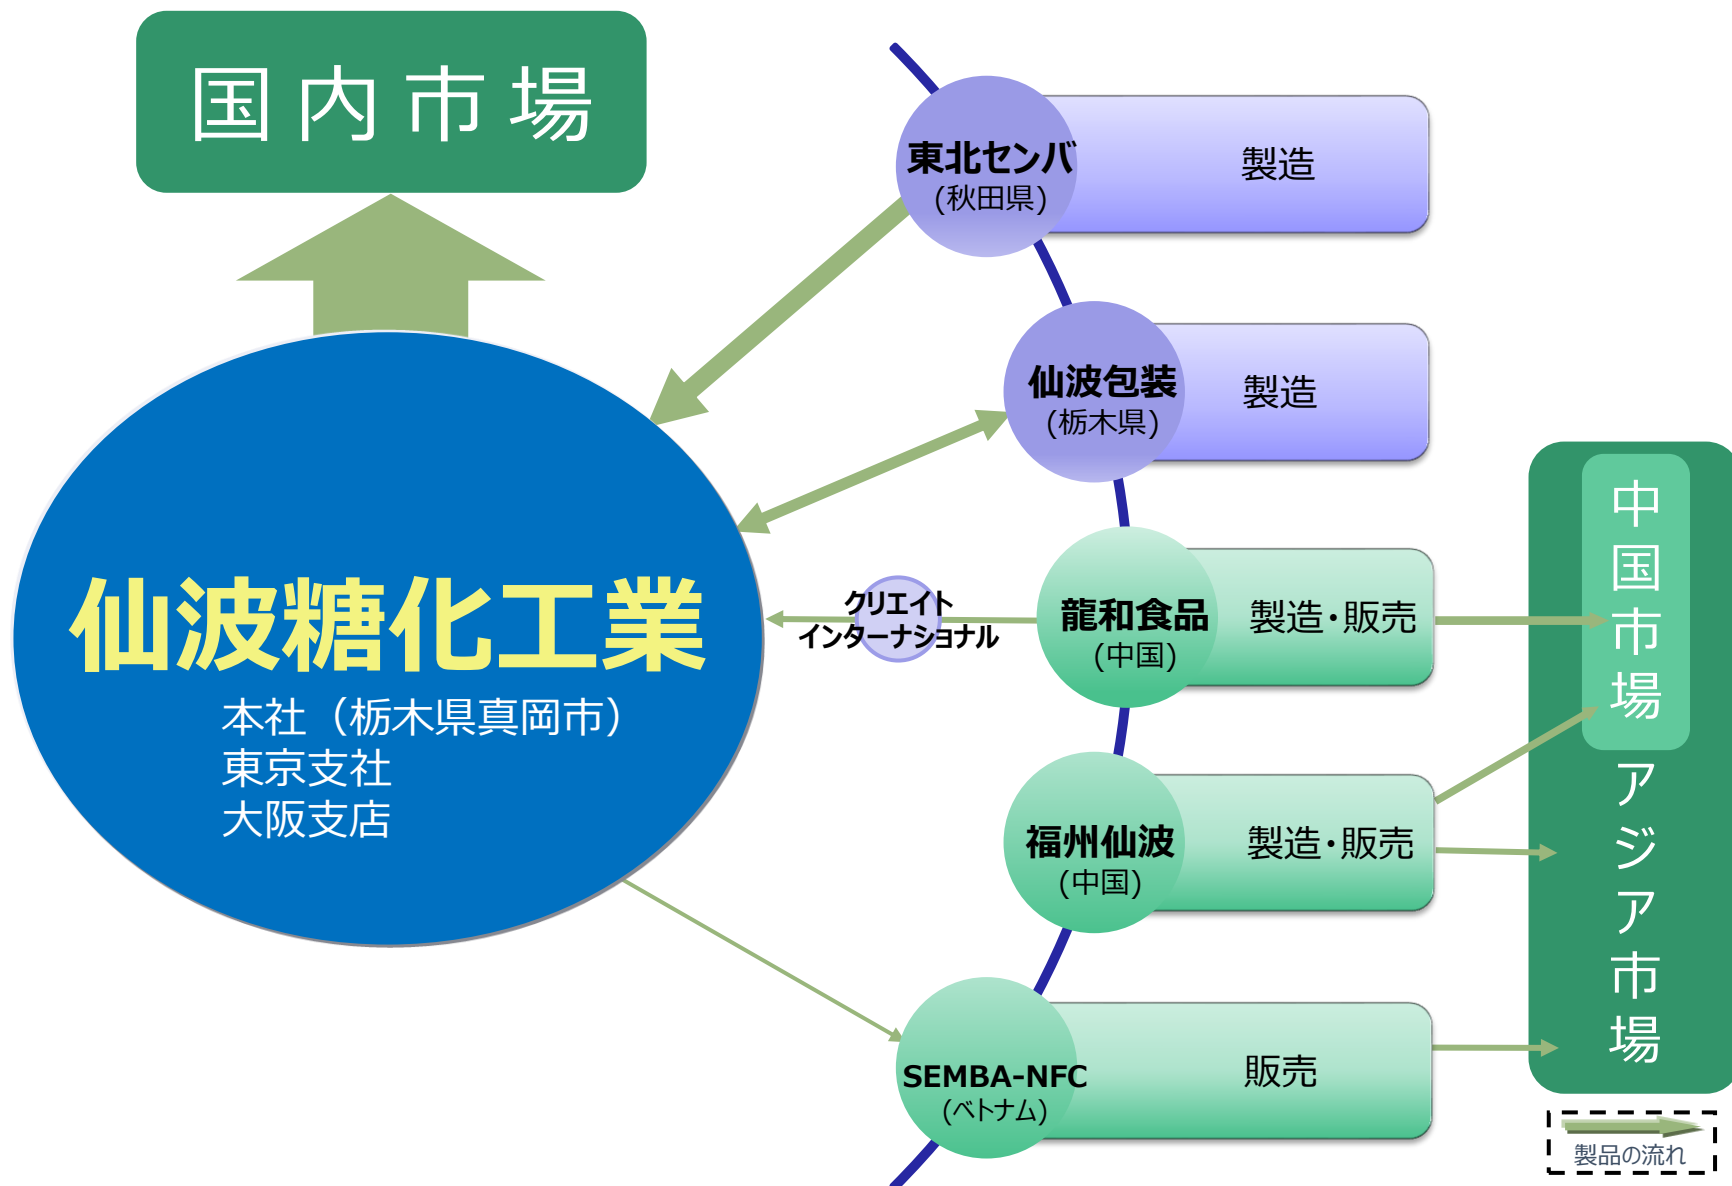 国内市場
仙波糖化工業
本社（栃木県真岡市）
東京支社
大阪支店
東北センバ
(秋田県)
製造
仙波包装
(栃木県)
製造
クリエイト
インターナショナル
龍和食品
(中国)
製造・販売
福州仙波
(中国)
製造・販売
SEMBA-NFC
(ベトナム)
販売
中国市場
アジア市場
製品の流れ